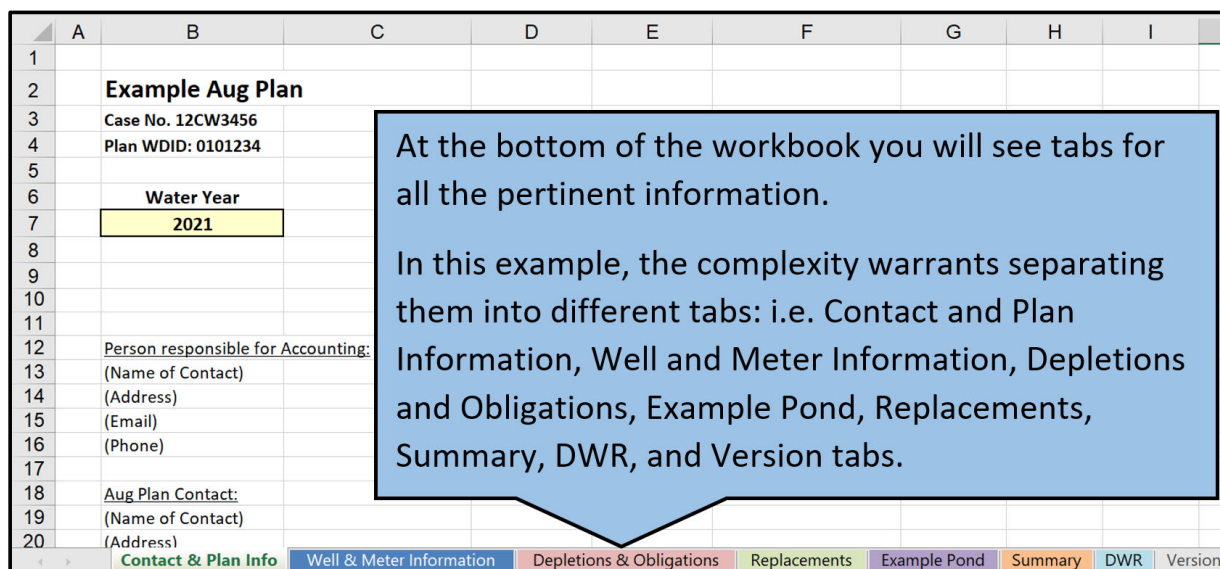 A B C D E F G H I
1
2 Example Aug Plan
3 Case No. 12CW3456
4 Plan WDID: 0101234
5
6 Water Year
7 2021
8
9
10
11
12 Person responsible for Accounting:
13 (Name of Contact)
14 (Address)
15 (Email)
16 (Phone)
17
18 Aug Plan Contact:
19 (Name of Contact)
20 (Address)
At the bottom of the workbook you will see tabs for
all the pertinent information.
In this example, the complexity warrants separating
them into different tabs: i.e. Contact and Plan
Information, Well and Meter Information, Depletions
and Obligations, Example Pond, Replacements,
Summary, DWR, and Version tabs.
Contact & Plan Info Well & Meter Information Depletions & Obligations Replacements Example Pond Summary DWR Version